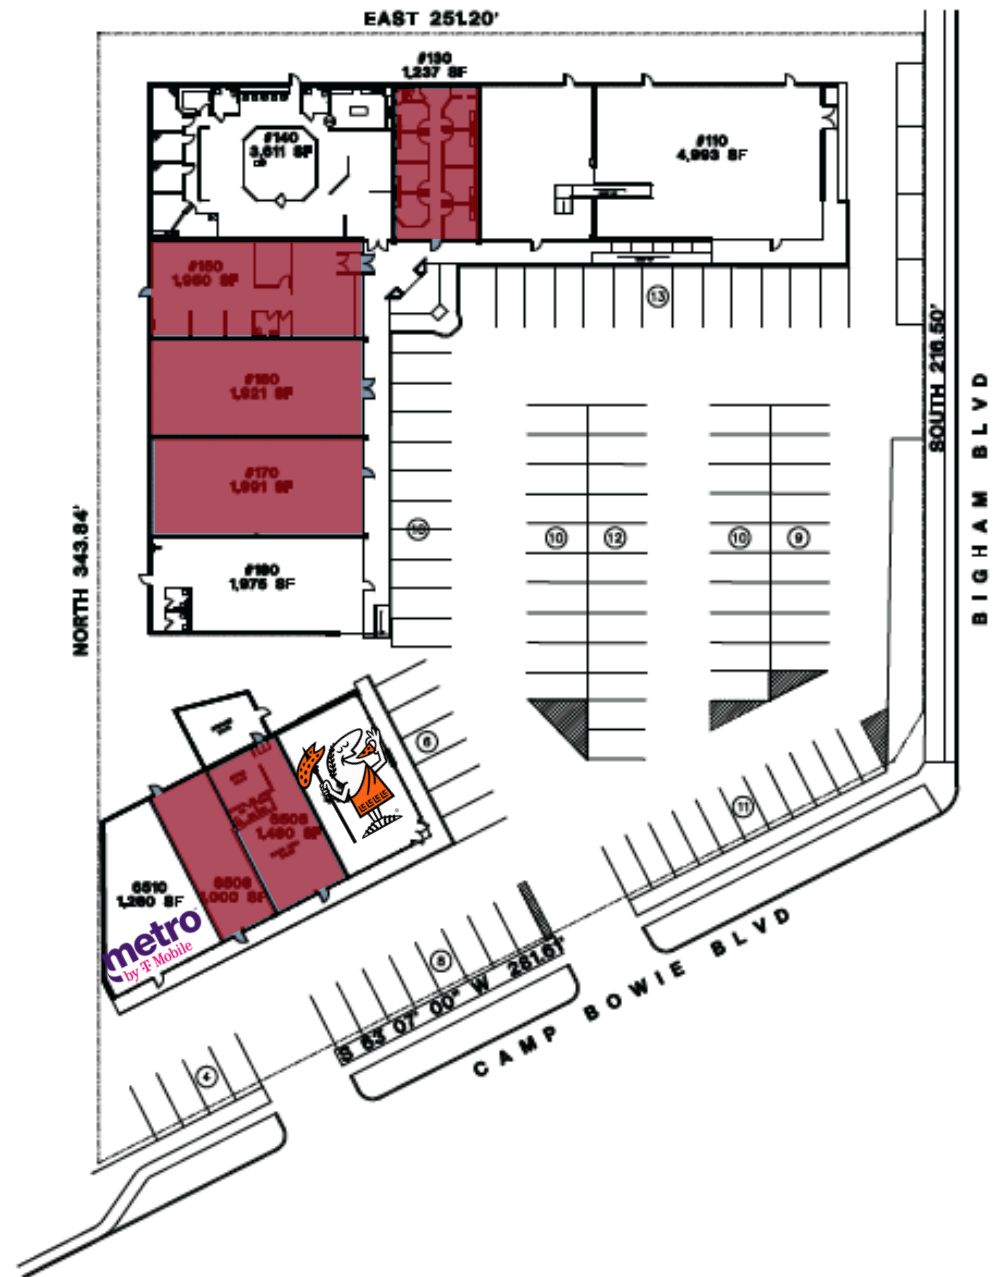 EAST 251.20'
#130
1,237 SF
#140
3,611 SF
#110
4,993 SF
#150
1,950 SF
13
SOUTH 216.50'
BIGHAM BLVD
#160
1,921 SF
#170
1,991 SF
10
12
10
9
NORTH 343.84'
#180
1,975 SF
6
11
1,480 SF
6510
1,260 SF
6508
1,000 SF
metro
by T Mobile
8
S 63 07' 00" W 281.61'
CAMP BOWIE BLVD
4